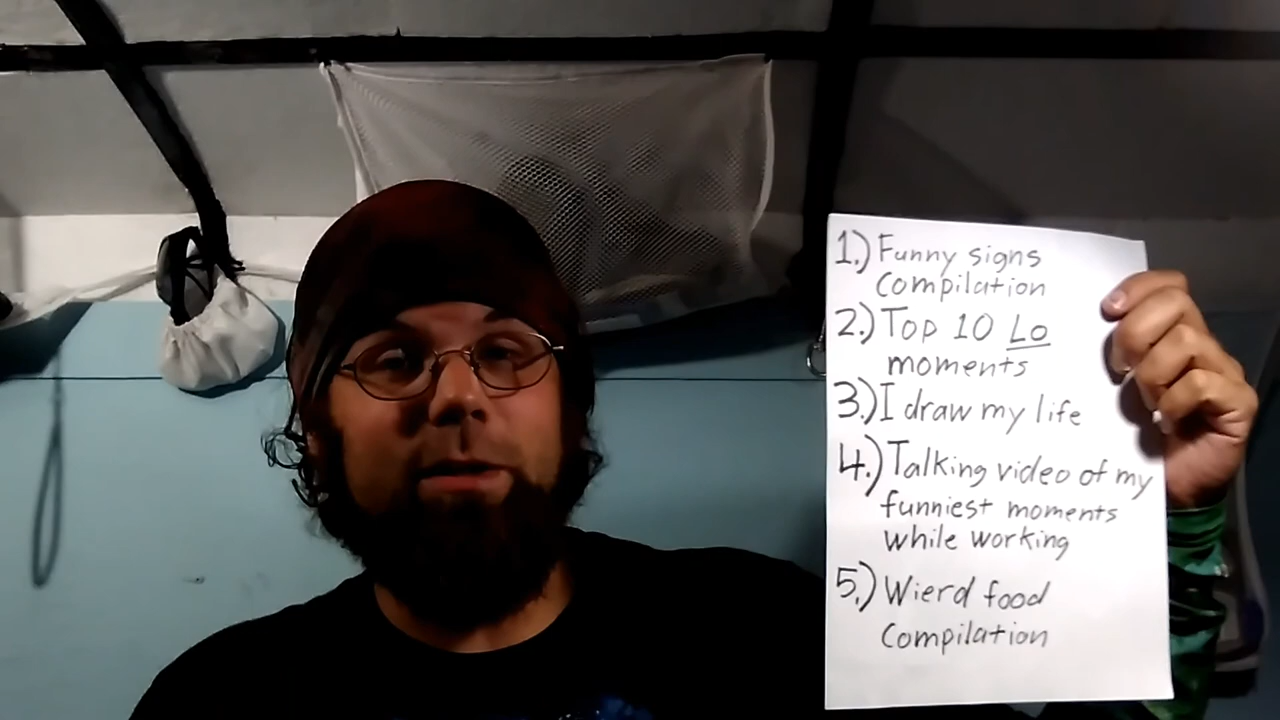 1.) Funny signs
compilation
2.) Top 10 Lo
moments
3.) I draw my life
4.) Talking video of my
funniest moments
while working
5.) Wierd food
compilation